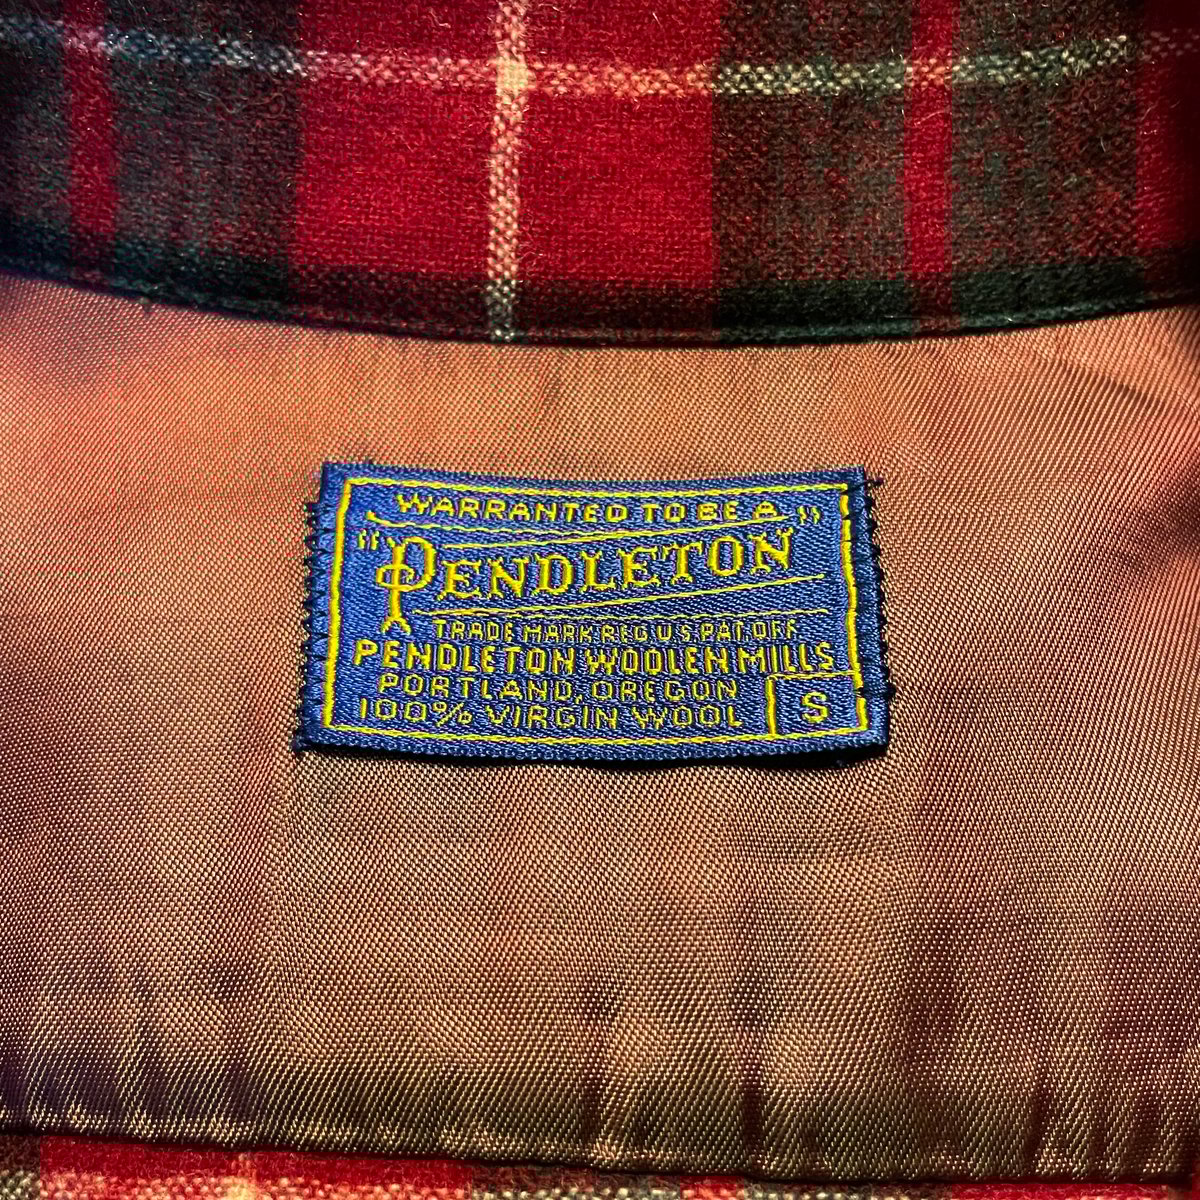 WARRANTED TO BE A
"PENDLETON"
TRADE MARK REG. U.S. PAT. OFF.
PENDLETON WOOLEN MILLS
PORTLAND, OREGON
100% VIRGIN WOOL S